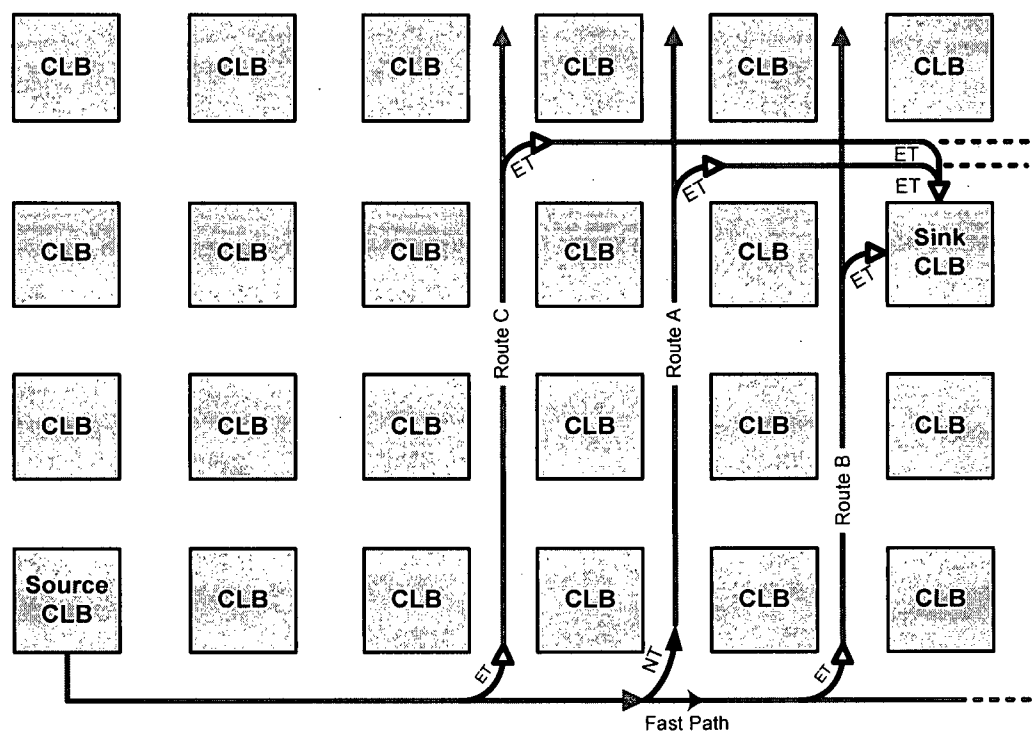 CLB CLB CLB CLB CLB CLB
ET ET
ET ET
CLB CLB CLB CLB CLB Sink
CLB
ET
Route C Route A
CLB CLB CLB CLB CLB CLB
Route B
Source
CLB CLB CLB CLB CLB CLB
ET NT ET
Fast Path